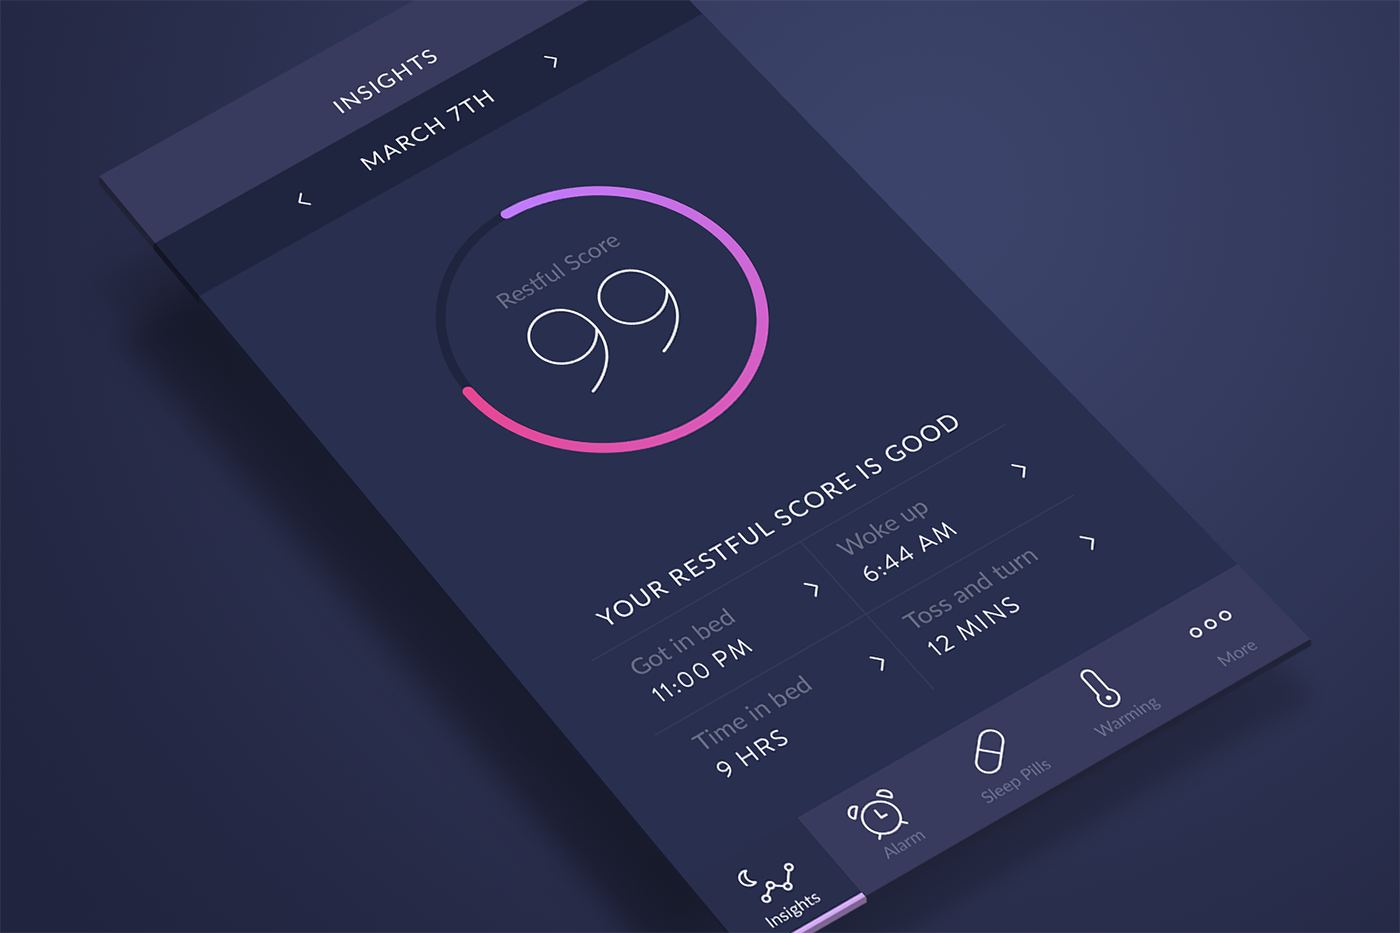 INSIGHTS
MARCH 7TH
Restful Score
99
YOUR RESTFUL SCORE IS GOOD
Got in bed
11:00 PM
Woke up
6:44 AM
Time in bed
9 HRS
Toss and turn
12 MINS
Insights
Alarm
Sleep Pills
Warming
More